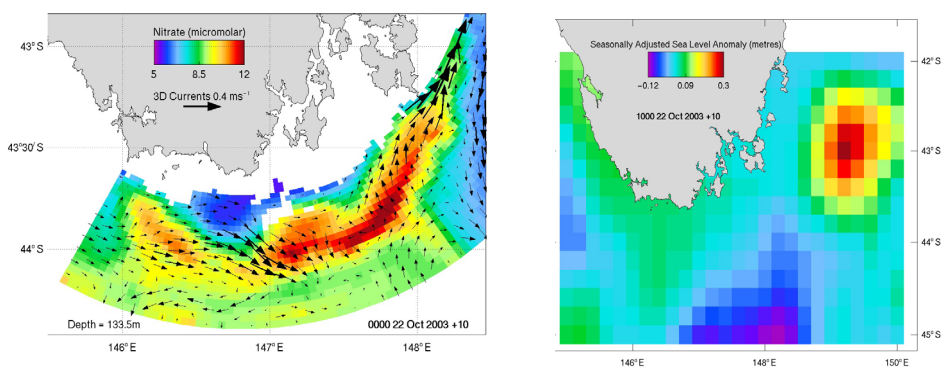 Nitrate (micromolar)
5 8.5 12
3D Currents 0.4 ms⁻¹
43° S
43° 30'
44° S
Depth = 133.5m
0000 22 Oct 2003 +10
146° E 147° E 148° E
Seasonally Adjusted Sea Level Anomaly (metres)
−0.12 0.09 0.3
1000 22 Oct 2003 +10
42° S
43° S
44° S
45° S
146° E 148° E 150° E